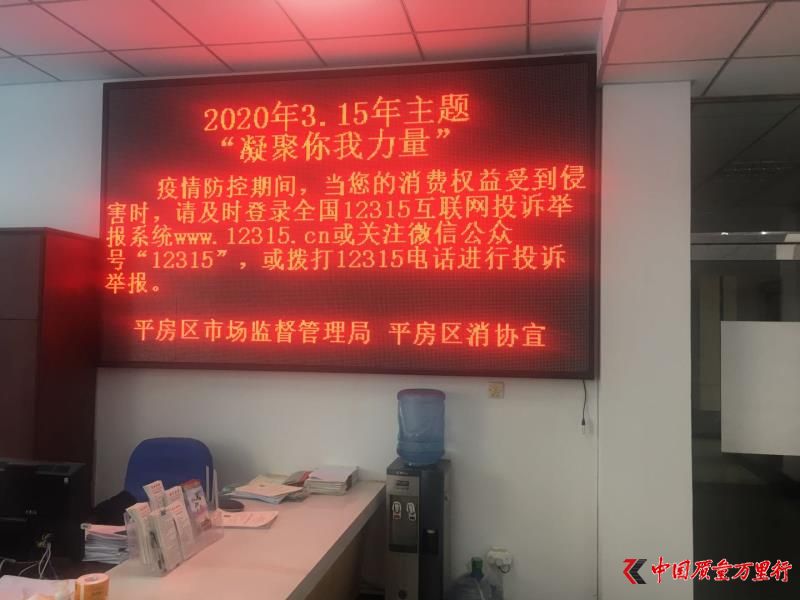 2020年3.15年主题
“凝聚你我力量”
疫情防控期间，当您的消费权益受到侵
害时，请及时登录全国12315互联网投诉举
报系统www.12315.cn或关注微信公众
号“12315”，或拨打12315电话进行投诉
举报。
平房区市场监督管理局 平房区消协宣
中国质量万里行